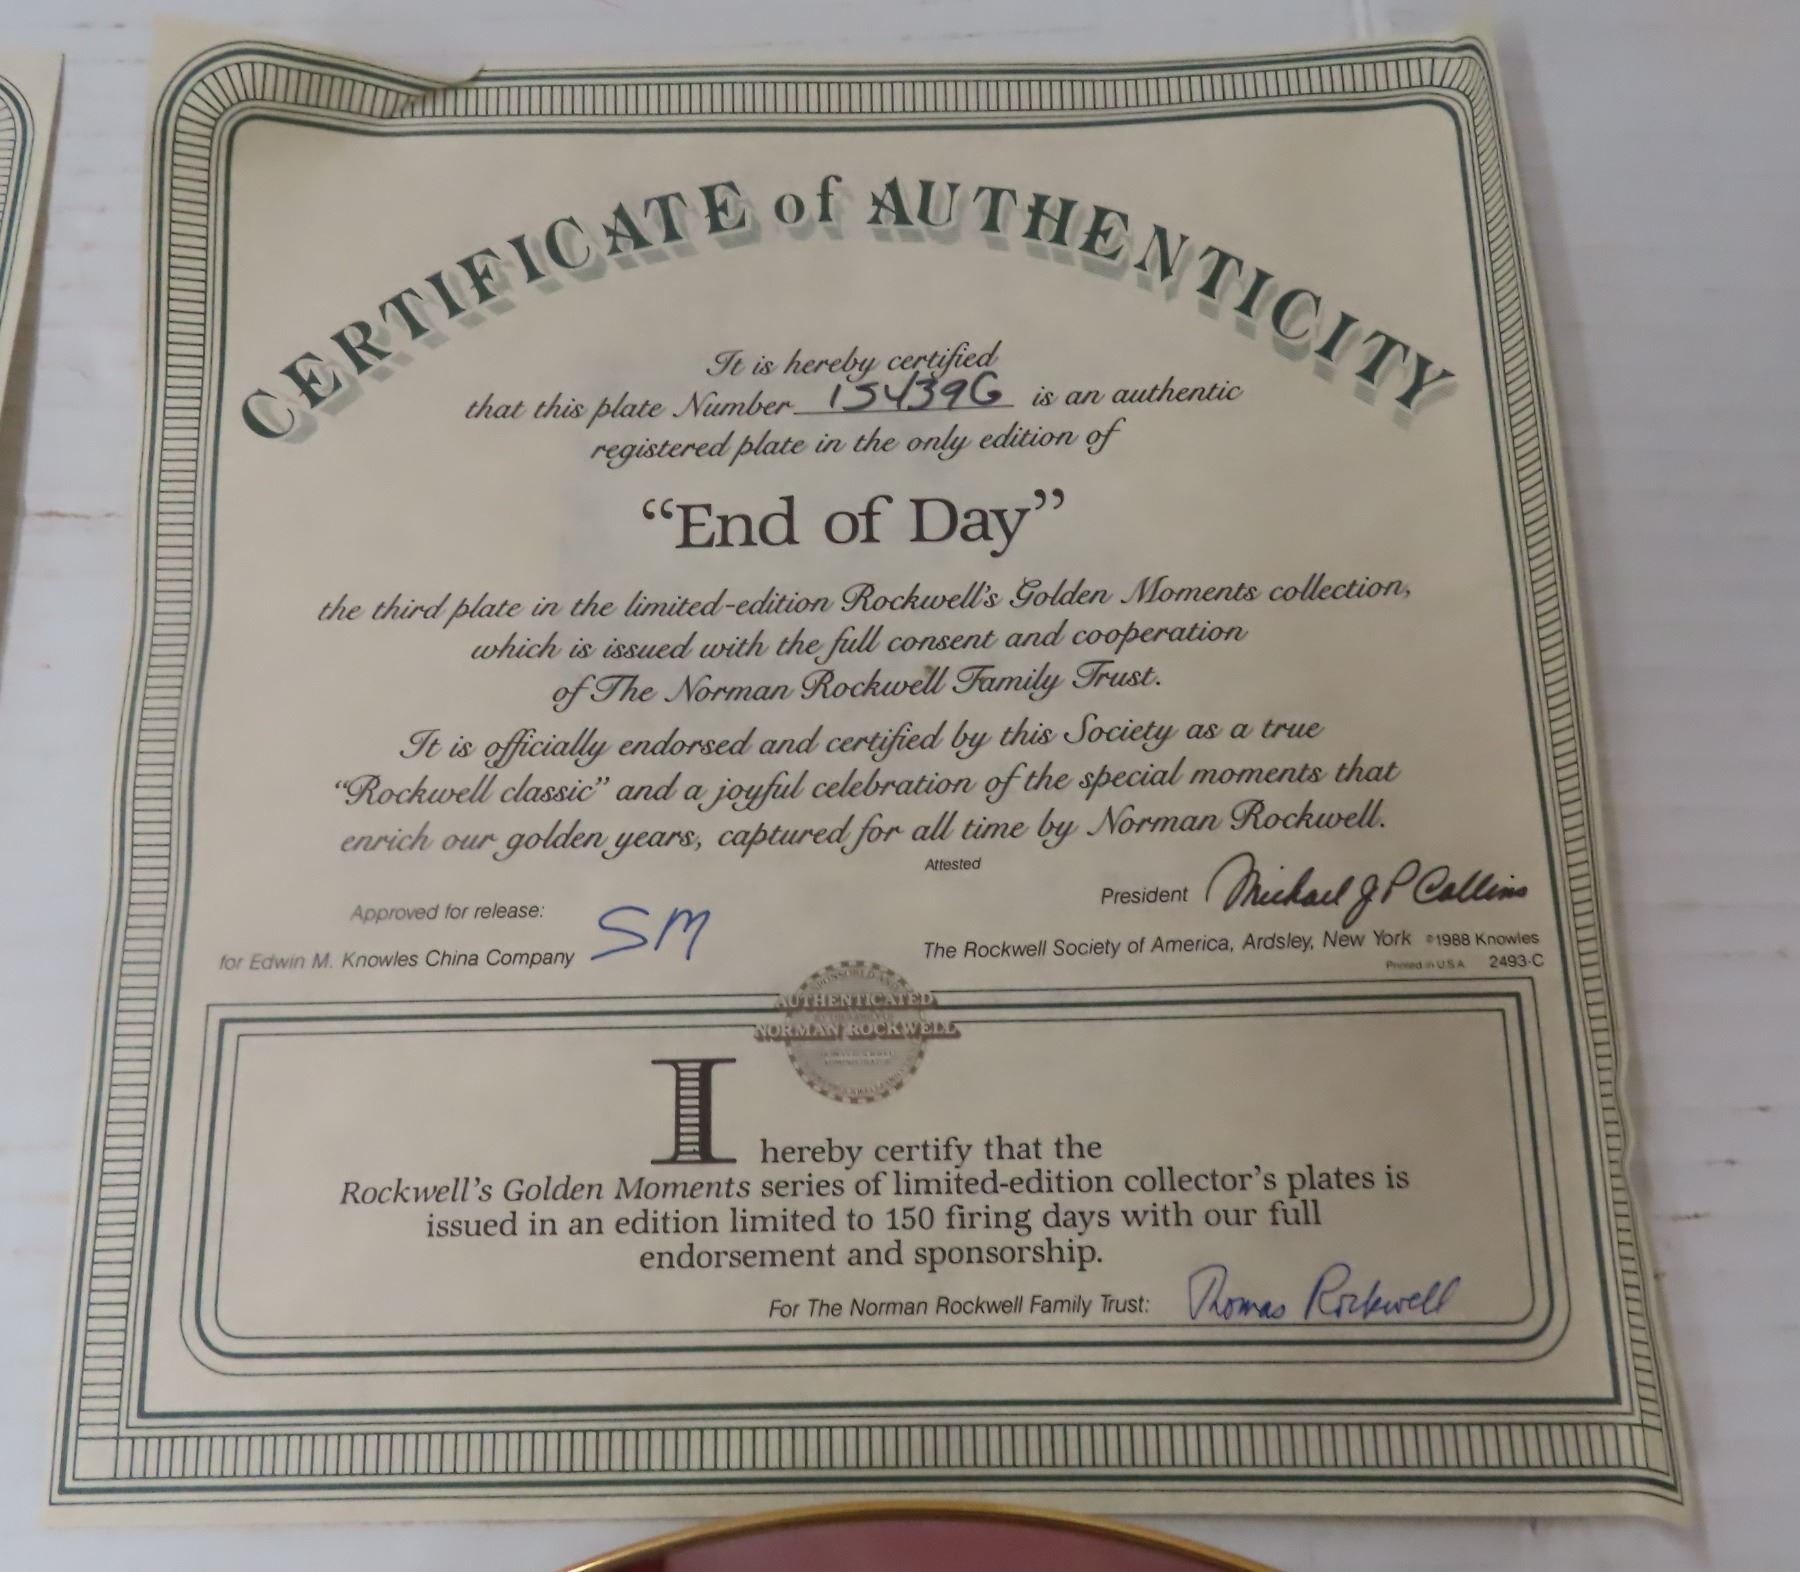 CERTIFICATE of AUTHENTICITY
It is hereby certified
that this plate Number 15439G is an authentic
registered plate in the only edition of
“End of Day”
the third plate in the limited-edition Rockwell’s Golden Moments collection,
which is issued with the full consent and cooperation
of The Norman Rockwell Family Trust.
It is officially endorsed and certified by this Society as a true
“Rockwell classic” and a joyful celebration of the special moments that
enrich our golden years, captured for all time by Norman Rockwell.
Attested
Approved for release:
for Edwin M. Knowles China Company
SM
President Michael J P Collins
The Rockwell Society of America, Ardsley, New York ©1988 Knowles
Printed in U.S.A. 2493-C
AUTHENTICATED
NORMAN ROCKWELL
I hereby certify that the
Rockwell’s Golden Moments series of limited-edition collector’s plates is
issued in an edition limited to 150 firing days with our full
endorsement and sponsorship.
For The Norman Rockwell Family Trust: Thomas Rockwell